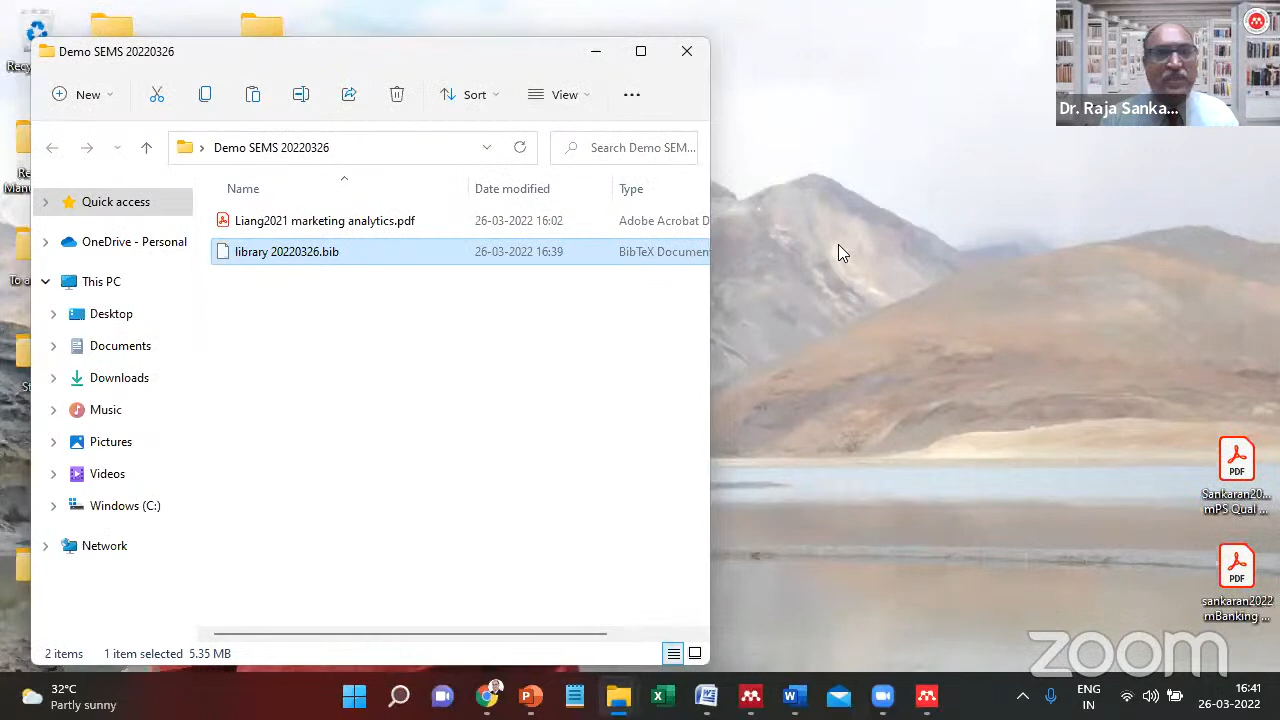 Demo SEMS 20220326
New
Sort
View
Demo SEMS 20220326
Search Demo SEM...
Name
Date modified
Type
Quick access
Liang2021 marketing analytics.pdf
26-03-2022 16:02
Adobe Acrobat D
OneDrive - Personal
library 20220326.bib
26-03-2022 16:39
BibTeX Documen
This PC
Desktop
Documents
Downloads
Music
Pictures
Videos
Windows (C:)
Network
2 items
1 item selected 5.35 MB
Dr. Raja Sanka...
PDF
Sankaran20...
mPS Qual ...
PDF
sankaran2022
mBanking ...
zoom
32°C
Partly sunny
ENG
IN
16:41
26-03-2022